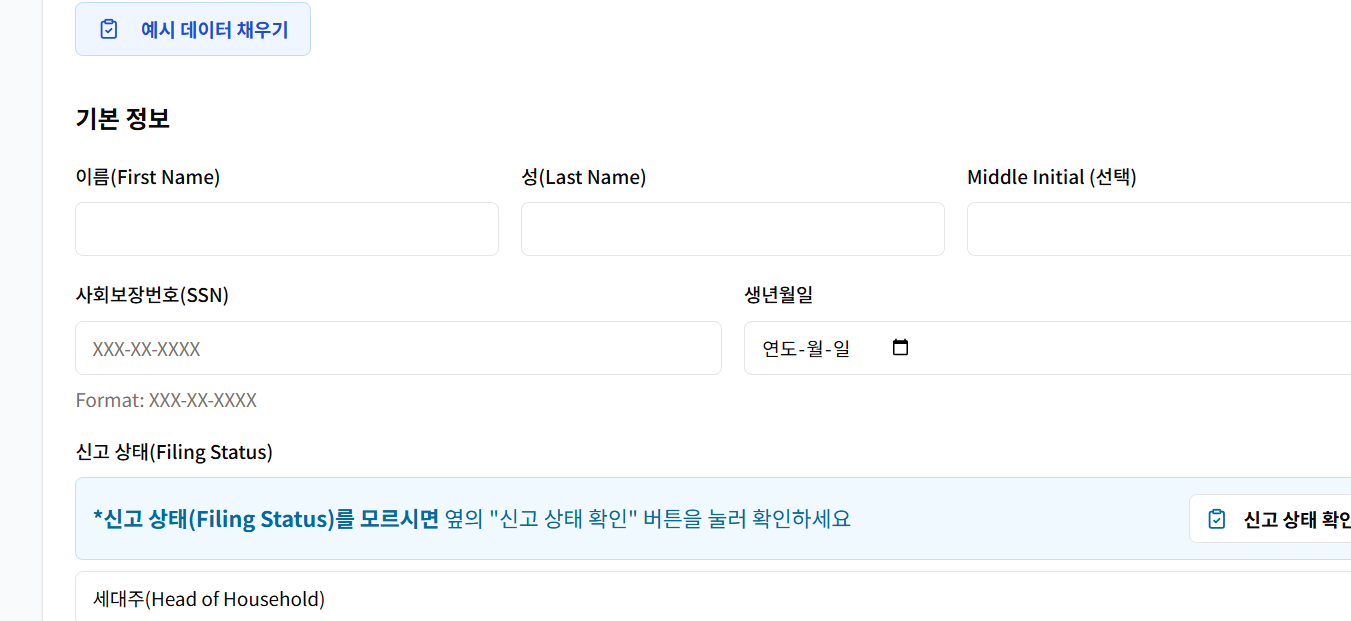 예시 데이터 채우기
기본 정보
이름(First Name)
성(Last Name)
Middle Initial (선택)
사회보장번호(SSN)
생년월일
XXX-XX-XXXX
연도-월-일
Format: XXX-XX-XXXX
신고 상태(Filing Status)
*신고 상태(Filing Status)를 모르시면 옆의 "신고 상태 확인" 버튼을 눌러 확인하세요
신고 상태 확인
세대주(Head of Household)